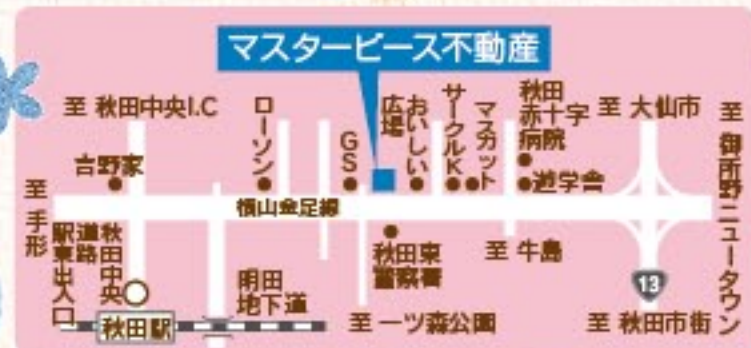 マスターピース不動産
至 秋田中央I.C
ローソン
GS
おいしい
広場
サークルK
マスカット
秋田
赤十字
病院
至 大仙市
至 御所野ニュータウン
吉野家
遊学舎
至 手形
横山金足線
秋田中央
道路
駅東出入口
明田
地下道
秋田東
警察署
至 牛島
13
秋田駅
至 一ツ森公園
至 秋田市街